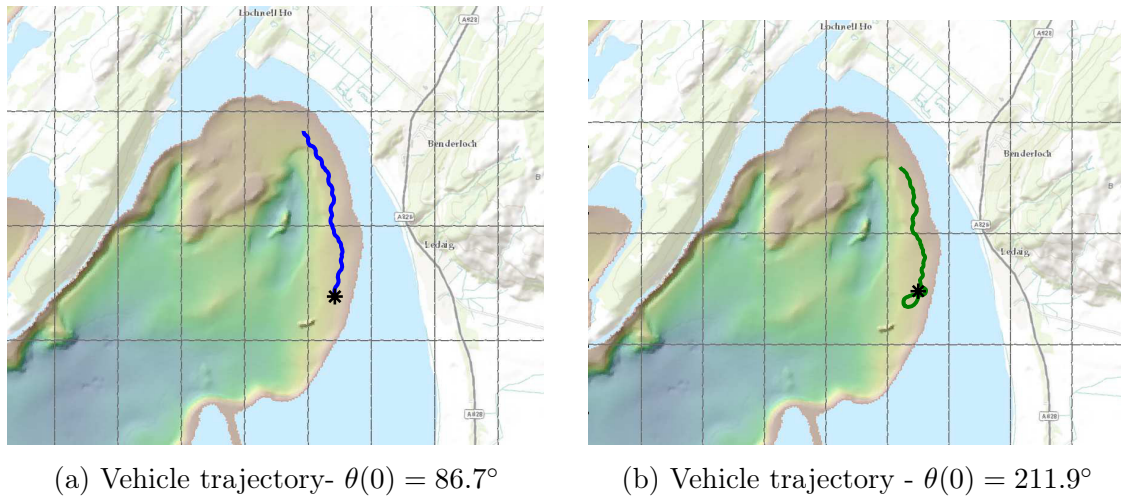 Lochnell Ho
A828
Benderloch
B
A828
Ledaig
A828
Lochnell Ho
A828
Benderloch
B
A828
Ledaig
A828
(a) Vehicle trajectory- θ(0) = 86.7°
(b) Vehicle trajectory - θ(0) = 211.9°